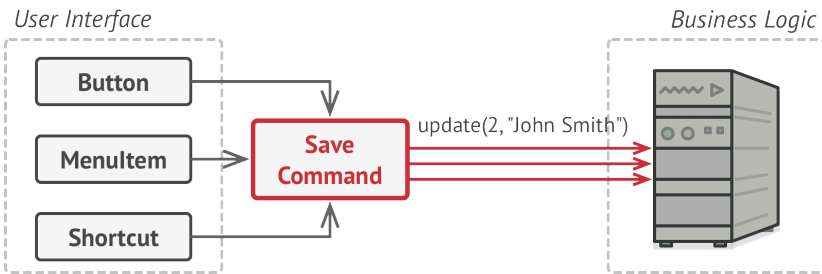 User Interface
Business Logic
Button
MenuItem
Shortcut
Save
Command
update(2, "John Smith")